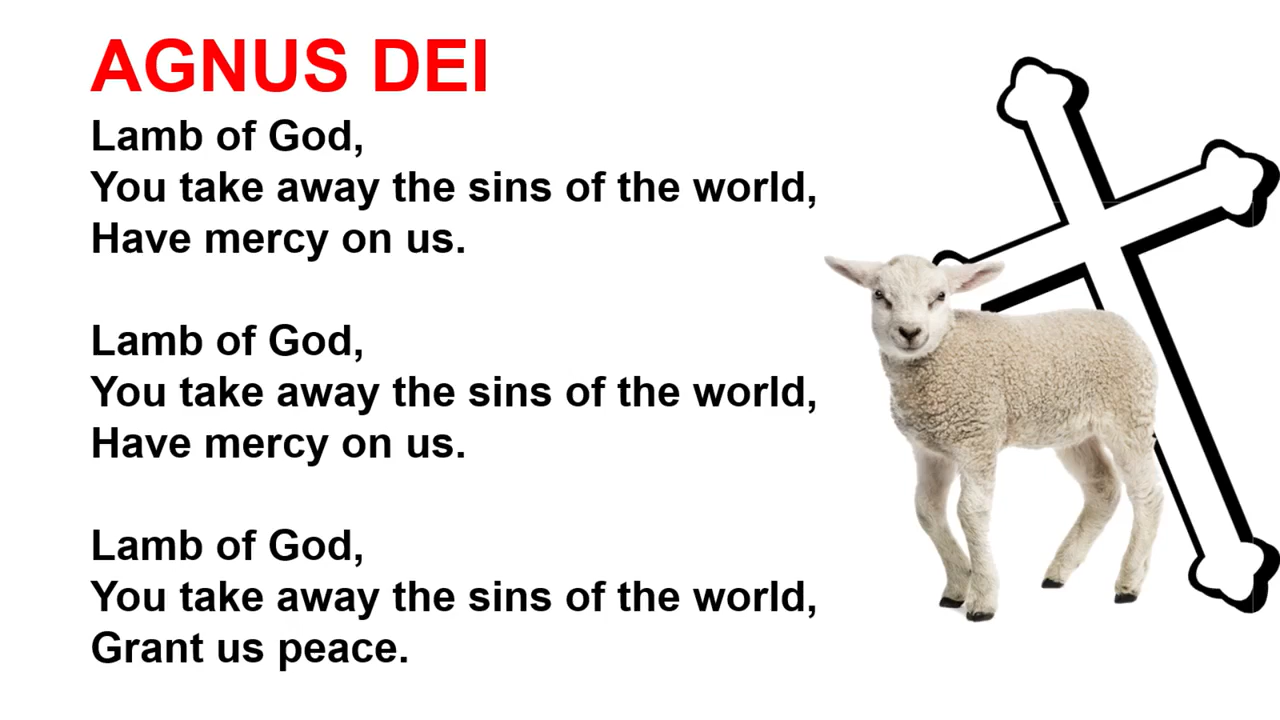 AGNUS DEI
Lamb of God,
You take away the sins of the world,
Have mercy on us.
Lamb of God,
You take away the sins of the world,
Have mercy on us.
Lamb of God,
You take away the sins of the world,
Grant us peace.